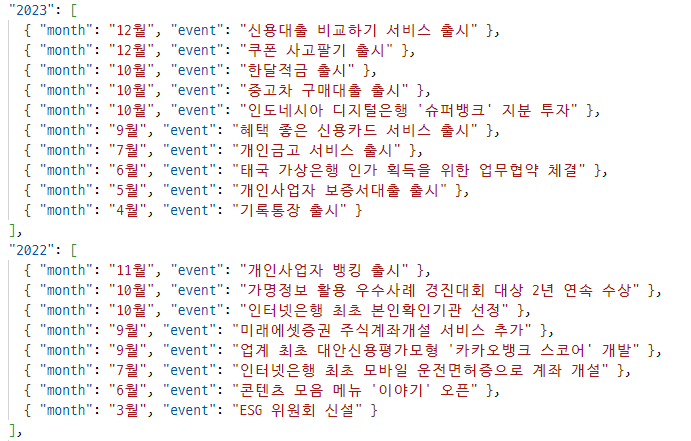 "2023": [
{ "month": "12월", "event": "신용대출 비교하기 서비스 출시" },
{ "month": "12월", "event": "쿠폰 사고팔기 출시" },
{ "month": "10월", "event": "한달적금 출시" },
{ "month": "10월", "event": "중고차 구매대출 출시" },
{ "month": "10월", "event": "인도네시아 디지털은행 '슈퍼뱅크' 지분 투자" },
{ "month": "9월", "event": "혜택 좋은 신용카드 서비스 출시" },
{ "month": "7월", "event": "개인금고 서비스 출시" },
{ "month": "6월", "event": "태국 가상은행 인가 획득을 위한 업무협약 체결" },
{ "month": "5월", "event": "개인사업자 보증서대출 출시" },
{ "month": "4월", "event": "기록통장 출시" }
],
"2022": [
{ "month": "11월", "event": "개인사업자 뱅킹 출시" },
{ "month": "10월", "event": "가명정보 활용 우수사례 경진대회 대상 2년 연속 수상" },
{ "month": "10월", "event": "인터넷은행 최초 본인확인기관 선정" },
{ "month": "9월", "event": "미래에셋증권 주식계좌개설 서비스 추가" },
{ "month": "9월", "event": "업계 최초 대안신용평가모형 '카카오뱅크 스코어' 개발" },
{ "month": "7월", "event": "인터넷은행 최초 모바일 운전면허증으로 계좌 개설" },
{ "month": "6월", "event": "콘텐츠 모음 메뉴 '이야기' 오픈" },
{ "month": "3월", "event": "ESG 위원회 신설" }
],